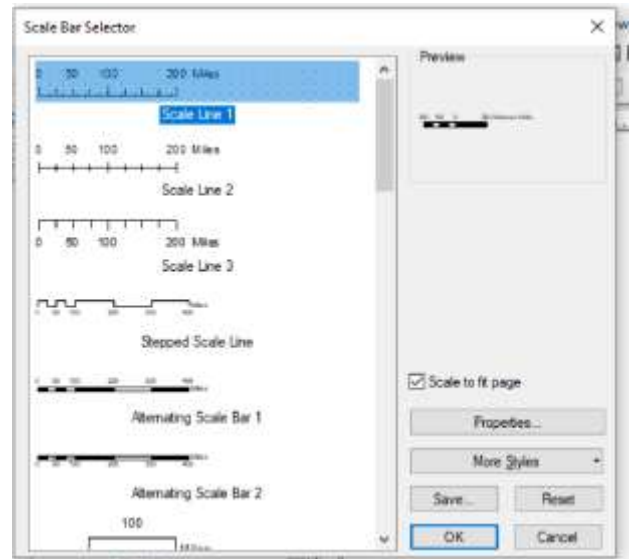 Scale Bar Selector
0 50 100 200 Miles
Scale Line 1
0 50 100 200 Miles
Scale Line 2
0 50 100 200 Miles
Scale Line 3
Stepped Scale Line
Alternating Scale Bar 1
Alternating Scale Bar 2
100
Preview
Scale to fit page
Properties...
More Styles
Save...
Reset
OK
Cancel